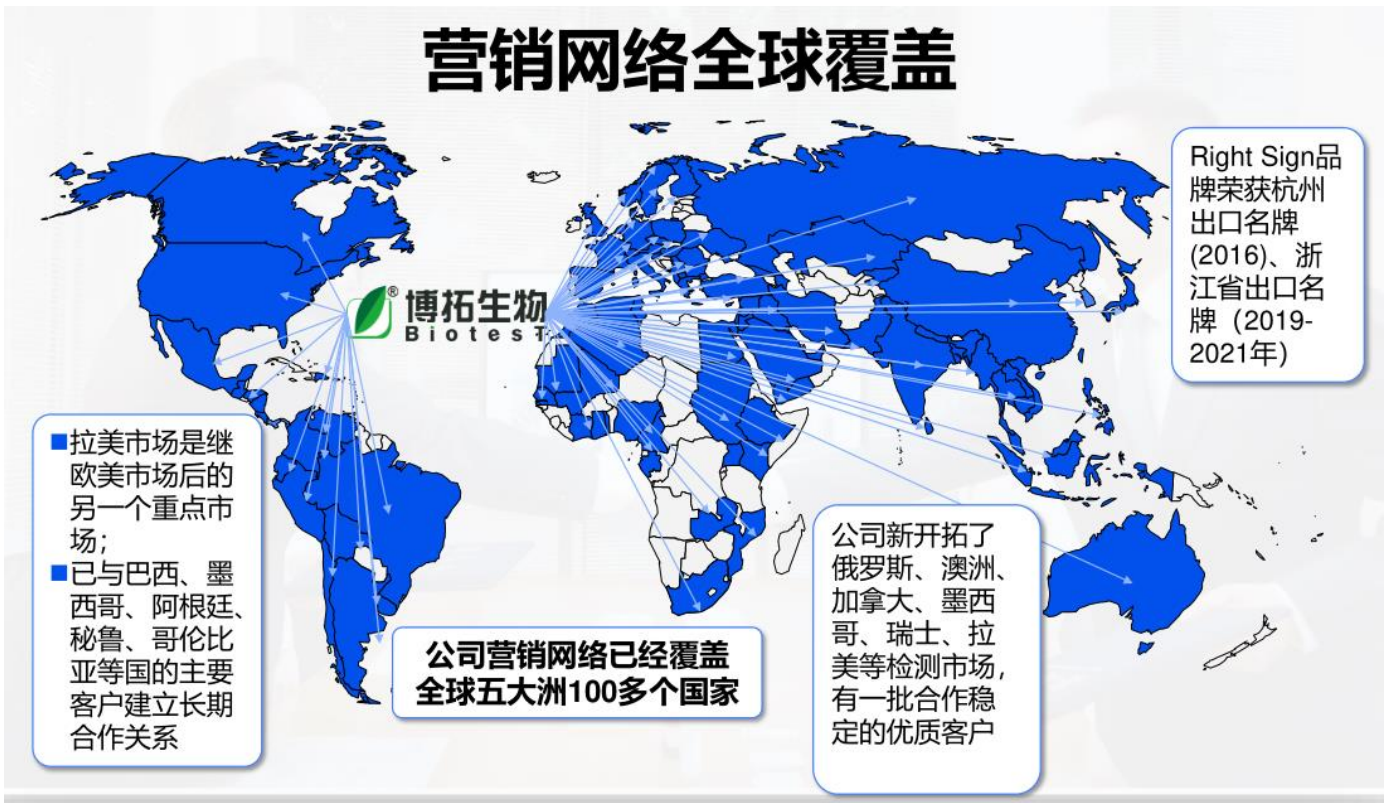 营销网络全球覆盖
Right Sign品
牌荣获杭州
出口名牌
(2016)、浙
江省出口名
牌（2019-
2021年）
®
博拓生物
BiotesT
■拉美市场是继
欧美市场后的
另一个重点市
场；
■已与巴西、墨
西哥、阿根廷、
秘鲁、哥伦比
亚等国的主要
客户建立长期
合作关系
公司营销网络已经覆盖
全球五大洲100多个国家
公司新开拓了
俄罗斯、澳洲、
加拿大、墨西
哥、瑞士、拉
美等检测市场，
有一批合作稳
定的优质客户